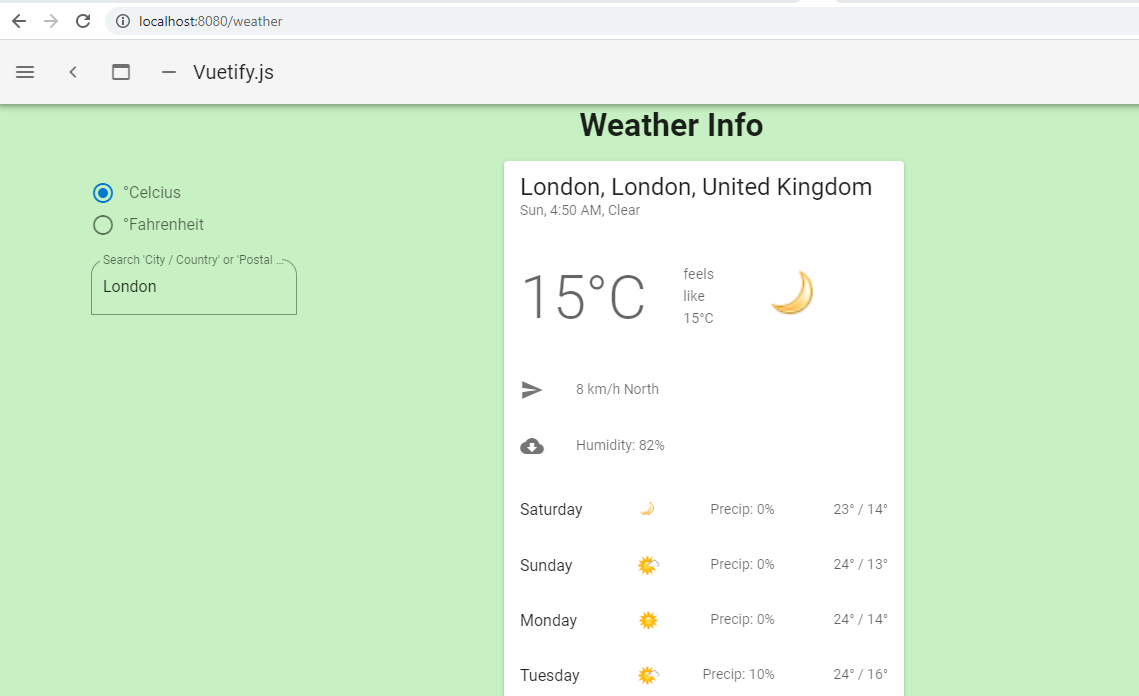 localhost:8080/weather
Vuetify.js
Weather Info
°Celcius
°Fahrenheit
Search 'City / Country' or 'Postal ...
London
London, London, United Kingdom
Sun, 4:50 AM, Clear
15°C
feels
like
15°C
8 km/h North
Humidity: 82%
Saturday Precip: 0% 23° / 14°
Sunday Precip: 0% 24° / 13°
Monday Precip: 0% 24° / 14°
Tuesday Precip: 10% 24° / 16°